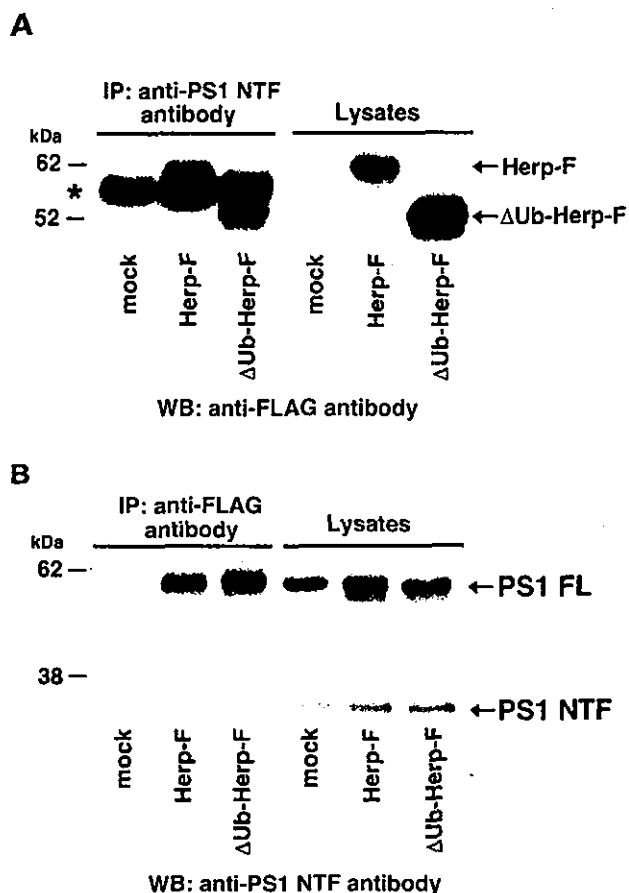 A
IP: anti-PS1 NTF
antibody
Lysates
kDa
62
*
52
←Herp-F
←ΔUb-Herp-F
mock
Herp-F
ΔUb-Herp-F
mock
Herp-F
ΔUb-Herp-F
WB: anti-FLAG antibody
B
IP: anti-FLAG
antibody
Lysates
kDa
62
38
←PS1 FL
←PS1 NTF
mock
Herp-F
ΔUb-Herp-F
mock
Herp-F
ΔUb-Herp-F
WB: anti-PS1 NTF antibody